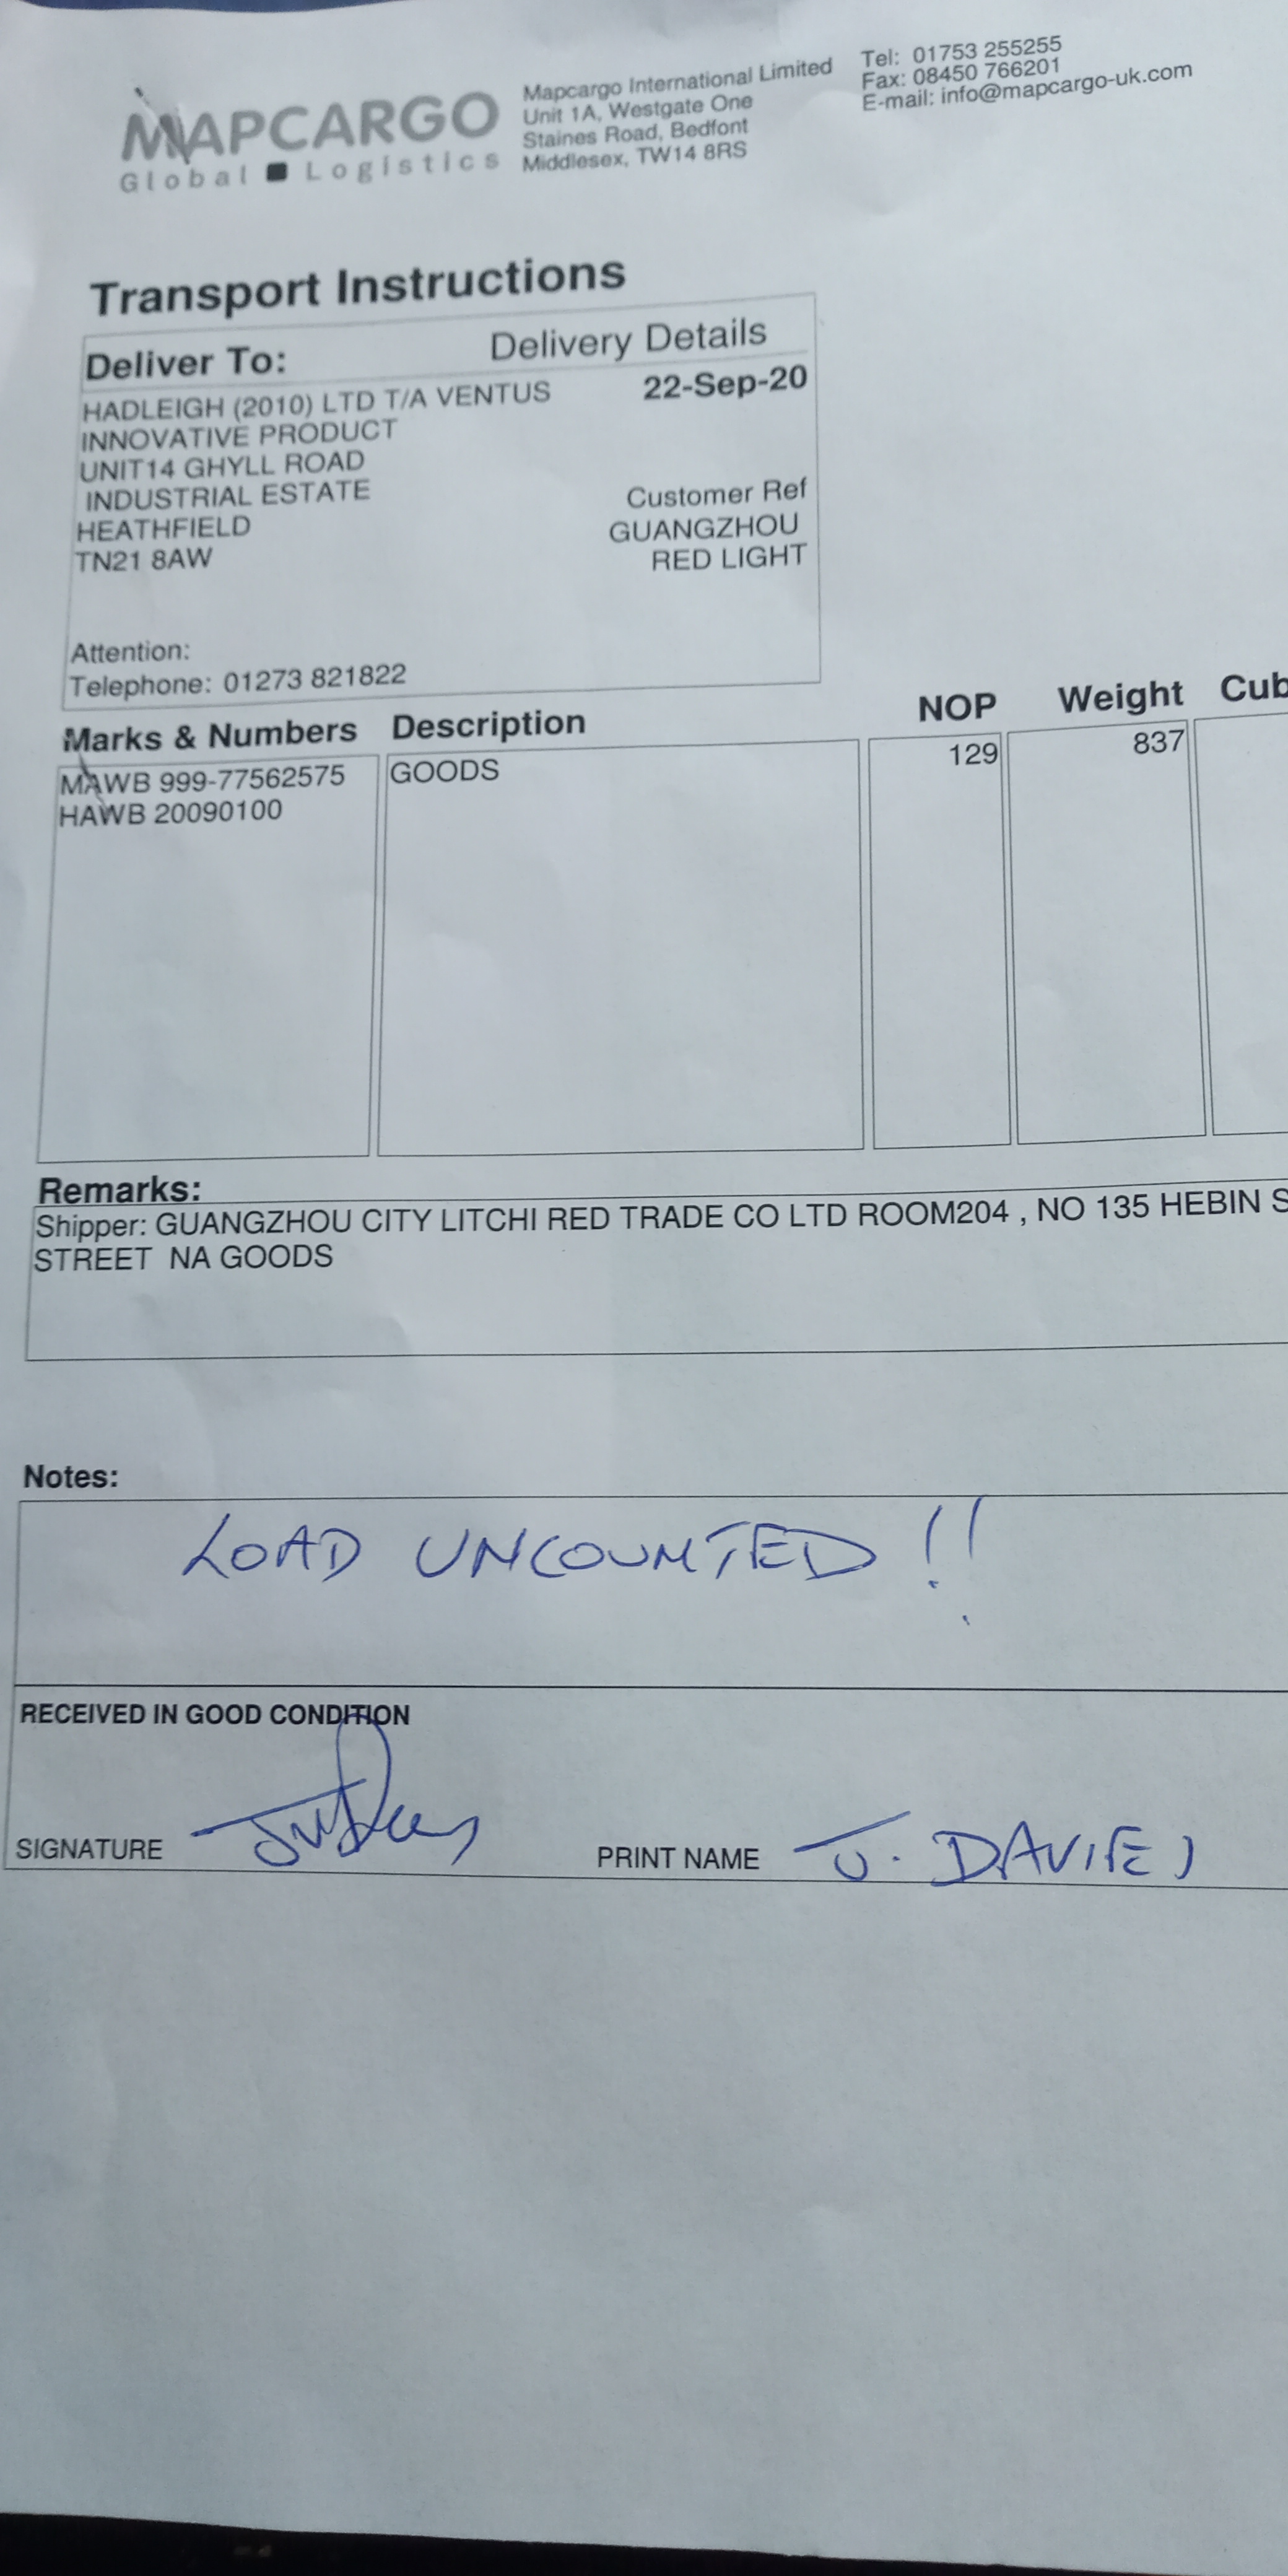 MAPCARGO
Global Logistics
Mapcargo International Limited
Unit 1A, Westgate One
Staines Road, Bedfont
Middlesex, TW14 8RS
Tel: 01753 255255
Fax: 08450 766201
E-mail: info@mapcargo-uk.com
Transport Instructions
Deliver To: Delivery Details
HADLEIGH (2010) LTD T/A VENTUS 22-Sep-20
INNOVATIVE PRODUCT
UNIT14 GHYLL ROAD
INDUSTRIAL ESTATE Customer Ref
HEATHFIELD GUANGZHOU
TN21 8AW RED LIGHT
Attention:
Telephone: 01273 821822
Marks & Numbers Description NOP Weight Cub
MAWB 999-77562575 GOODS 129 837
HAWB 20090100
Remarks:
Shipper: GUANGZHOU CITY LITCHI RED TRADE CO LTD ROOM204 , NO 135 HEBIN S
STREET NA GOODS
Notes:
LOAD UNCOUNTED !!
RECEIVED IN GOOD CONDITION
SIGNATURE PRINT NAME J. DAVIES